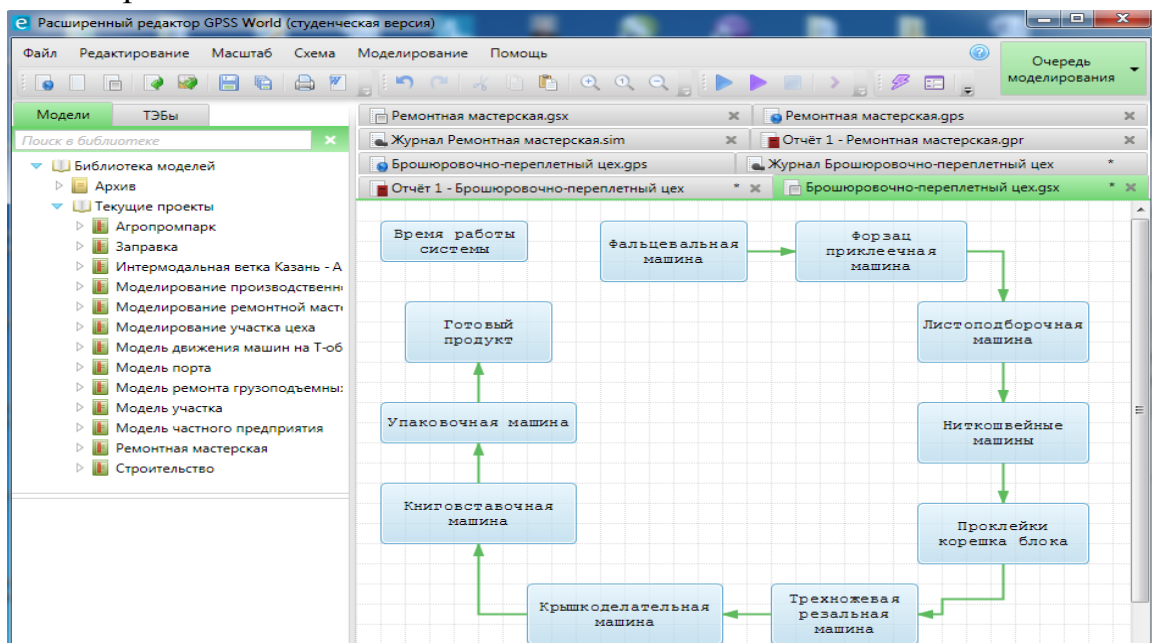 Расширенный редактор GPSS World (студенческая версия)
Файл Редактирование Масштаб Схема Моделирование Помощь
Очередь
моделирования
Модели ТЭБы
Поиск в библиотеке
Библиотека моделей
Архив
Текущие проекты
Агропромпарк
Заправка
Интермодальная ветка Казань - А
Моделирование производственн
Моделирование ремонтной масте
Моделирование участка цеха
Модель движения машин на Т-об
Модель порта
Модель ремонта грузоподъемны
Модель участка
Модель частного предприятия
Ремонтная мастерская
Строительство
Ремонтная мастерская.gsx
Ремонтная мастерская.gps
Журнал Ремонтная мастерская.sim
Отчёт 1 - Ремонтная мастерская.gpr
Брошюровочно-переплетный цех.gps
Журнал Брошюровочно-переплетный цех *
Отчёт 1 - Брошюровочно-переплетный цех *
Брошюровочно-переплетный цех.gsx *
Время работы
системы
Фальцевальная
машина
Форзац
приклеечная
машина
Листоподборочная
машина
Ниткошвейные
машины
Проклейки
корешка блока
Трехножевая
резальная
машина
Крышкоделательная
машина
Книговставочная
машина
Упаковочная машина
Готовый
продукт